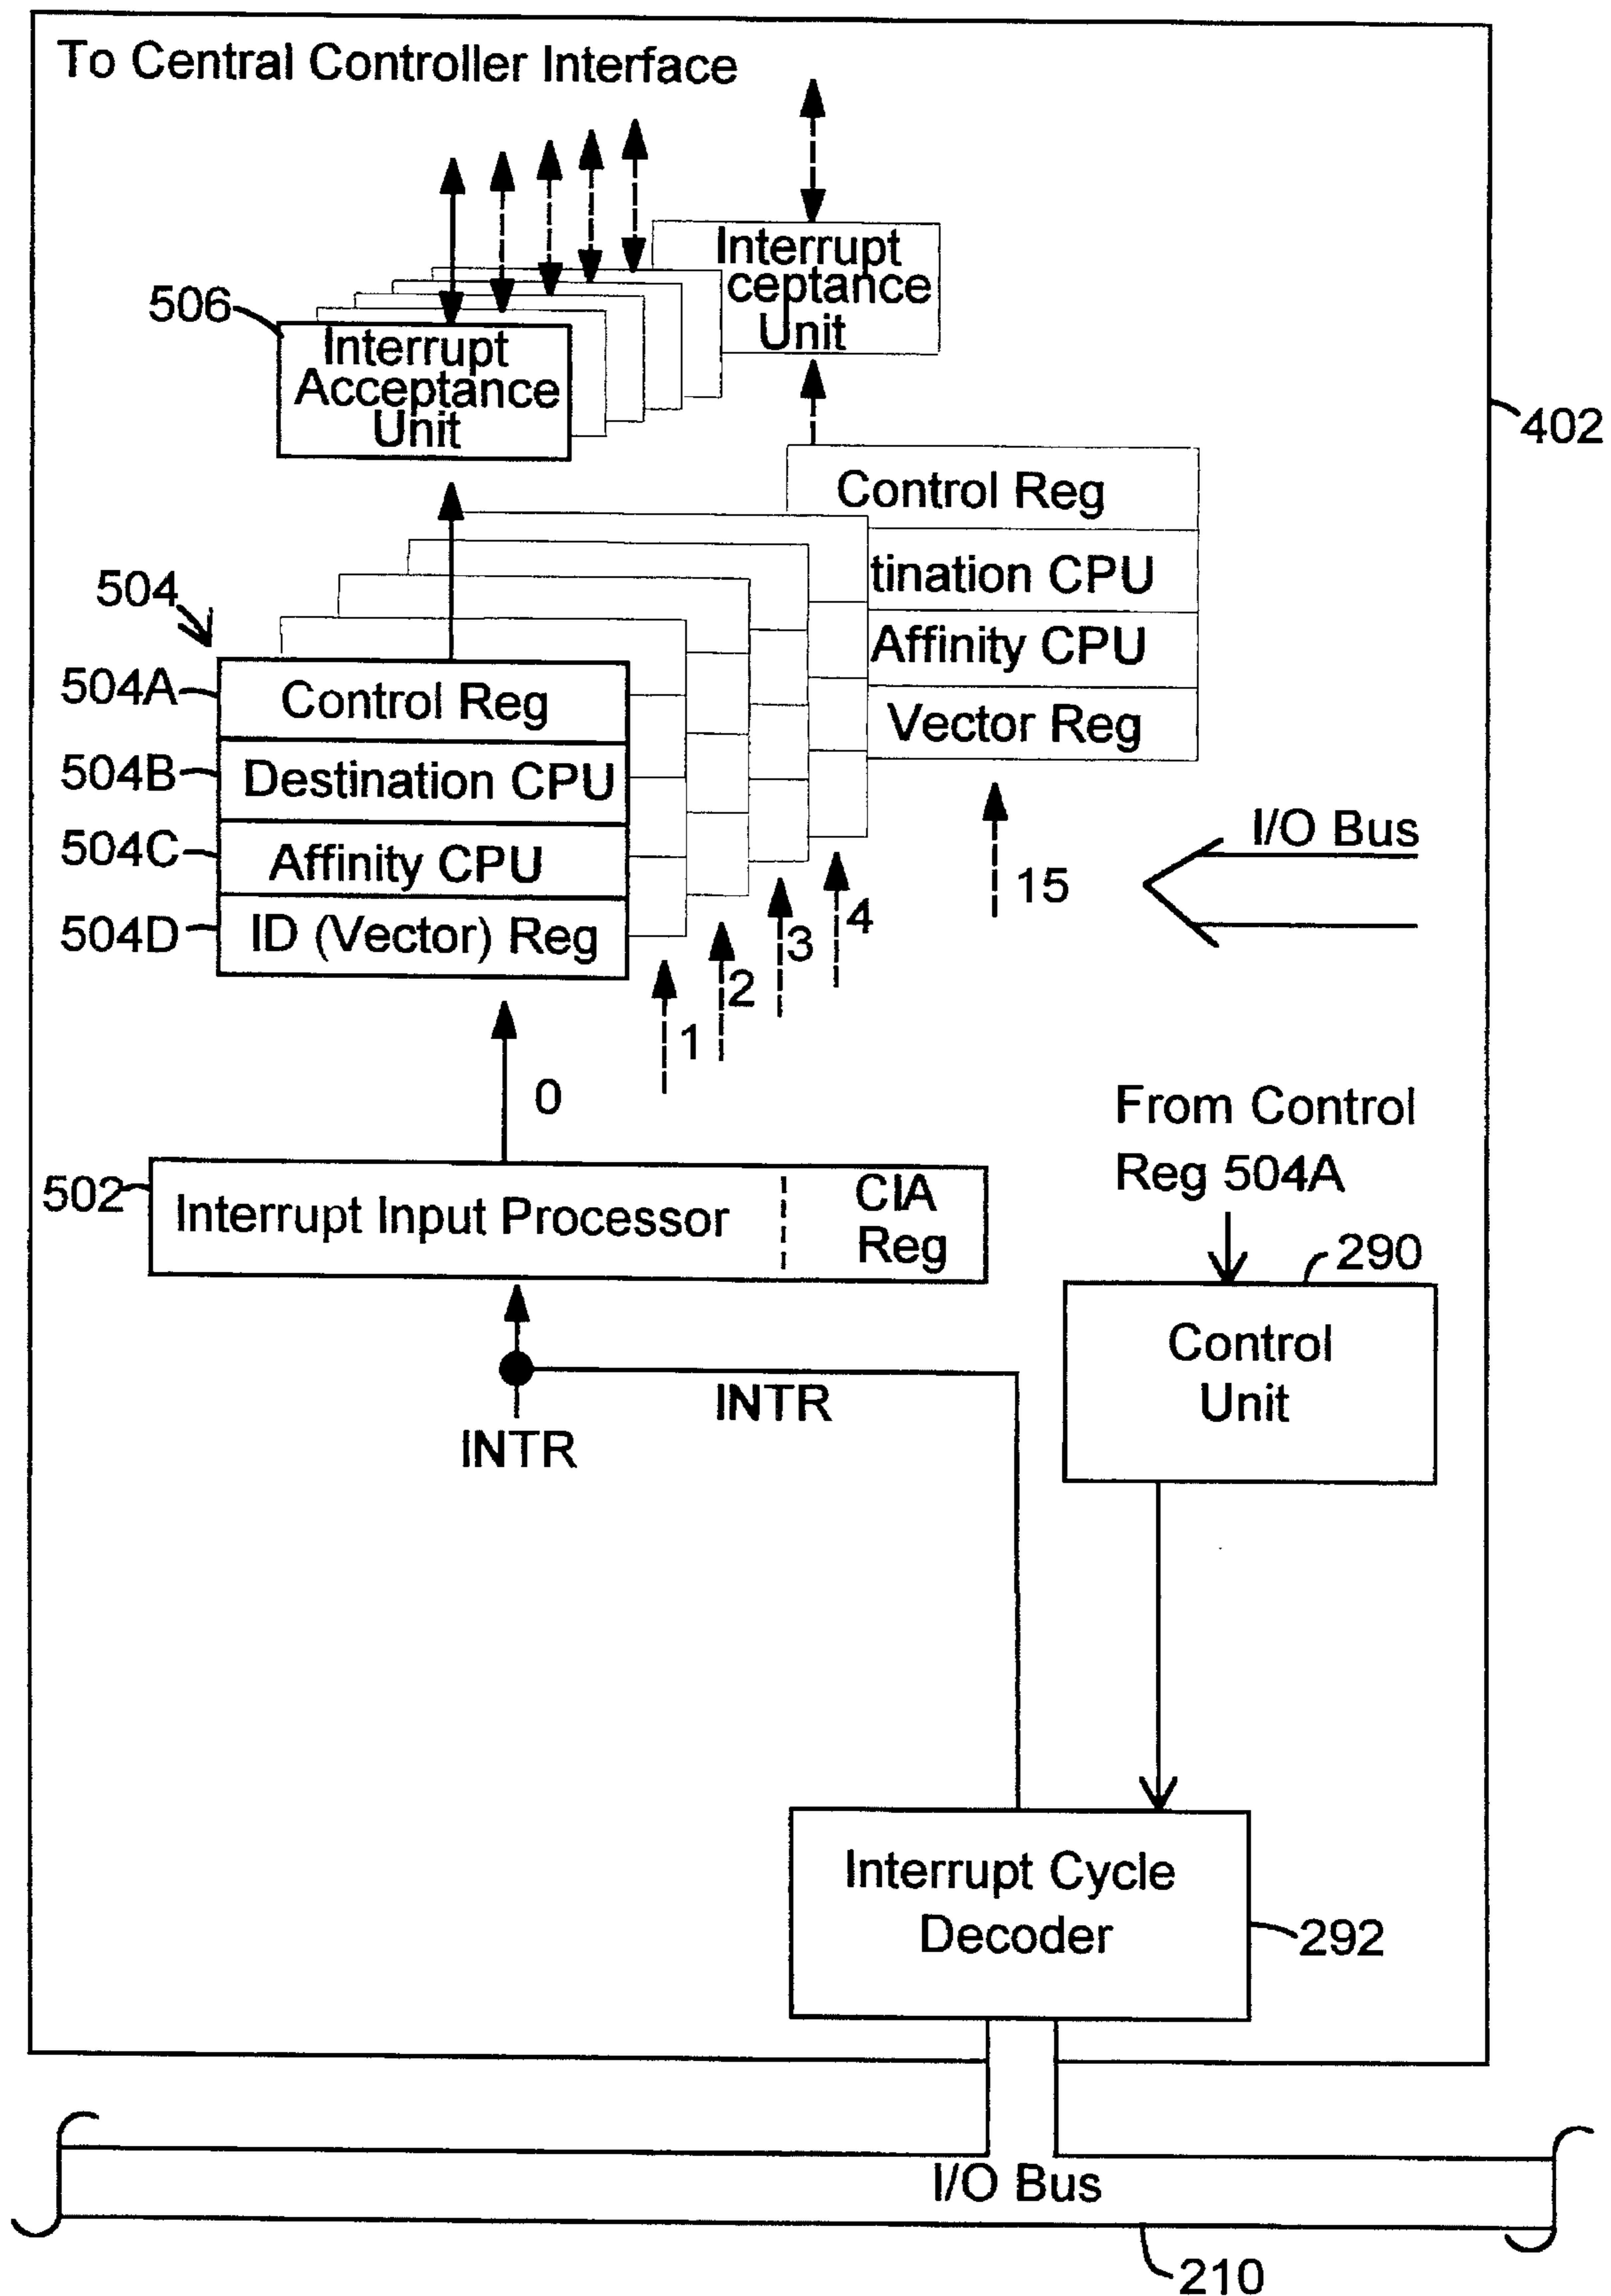 To Central Controller Interface
Interrupt
ceptance
Unit
506
Interrupt
Acceptance
Unit
402
Control Reg
tination CPU
Affinity CPU
Vector Reg
504
504A
Control Reg
504B
Destination CPU
504C
Affinity CPU
504D
ID (Vector) Reg
I/O Bus
15
4
3
2
1
0
From Control
Reg 504A
502
Interrupt Input Processor
CIA
Reg
290
Control
Unit
INTR
INTR
Interrupt Cycle
Decoder
292
I/O Bus
210